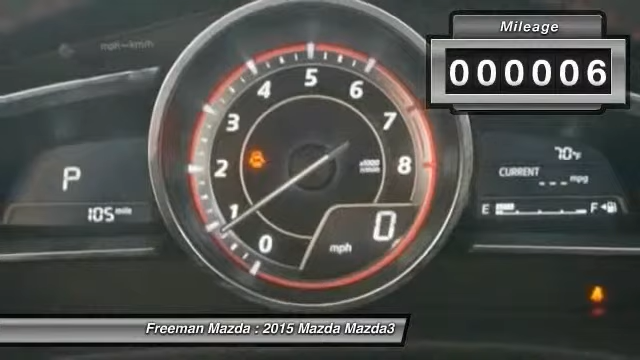 Mileage
000006
mph~km/h
5
4
6
3
7
2
8
x1000 r/min
1
0
P
105 mile
0
mph
70°F
CURRENT
--- mpg
E
F
Freeman Mazda : 2015 Mazda Mazda3